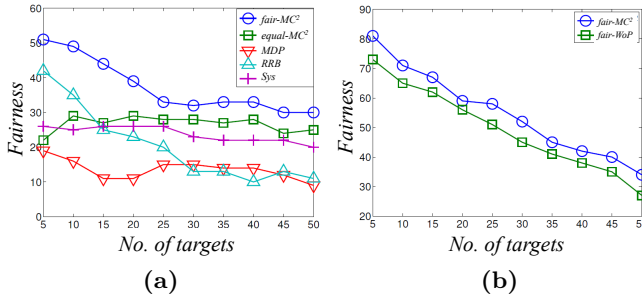 60
50
40
30
20
10
0
Fairness
5 10 15 20 25 30 35 40 45 50
No. of targets
fair-MC²
equal-MC²
MDP
RRB
Sys
(a)
90
80
70
60
50
40
30
20
Fairness
5 10 15 20 25 30 35 40 45 50
No. of targets
fair-MC²
fair-WoP
(b)